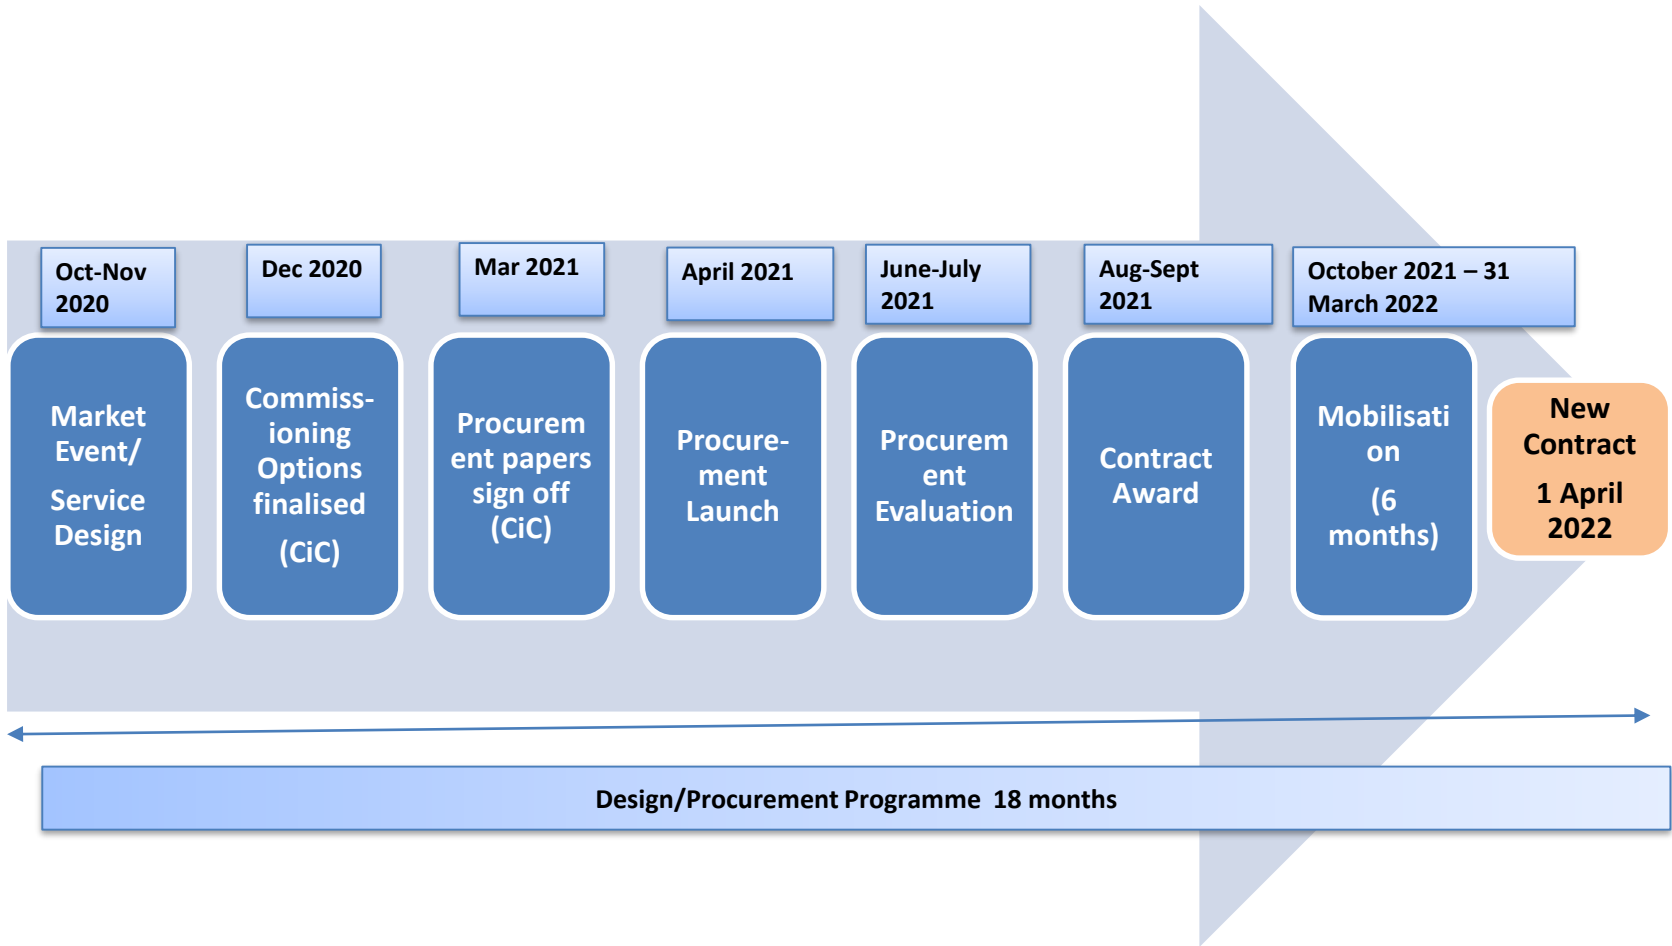 Oct-Nov
2020
Dec 2020
Mar 2021
April 2021
June-July
2021
Aug-Sept
2021
October 2021 – 31
March 2022
Market
Event/
Service
Design
Commiss-
ioning
Options
finalised
(CiC)
Procurem
ent papers
sign off
(CiC)
Procure-
ment
Launch
Procurem
ent
Evaluation
Contract
Award
Mobilisati
on
(6
months)
New
Contract
1 April
2022
Design/Procurement Programme  18 months